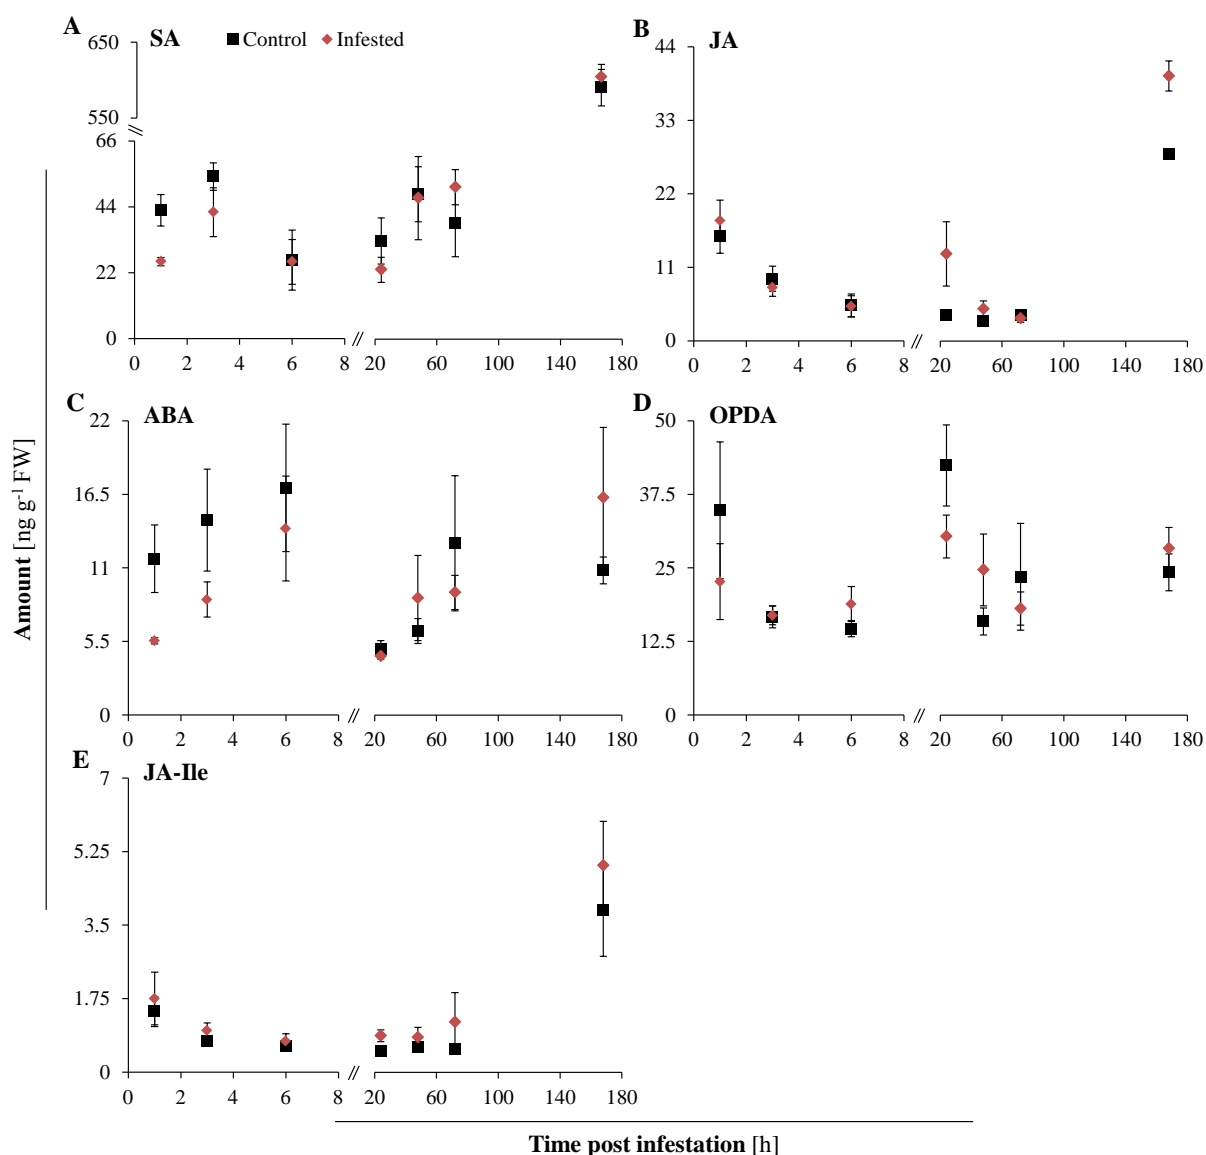 A SA Control Infested
650
550
66
44
22
0
0 2 4 6 8 // 20 60 100 140 180
B JA
44
33
22
11
0
0 2 4 6 8 // 20 60 100 140 180
C ABA
22
16.5
11
5.5
0
0 2 4 6 8 // 20 60 100 140 180
D OPDA
50
37.5
25
12.5
0
0 2 4 6 8 // 20 60 100 140 180
E JA-Ile
7
5.25
3.5
1.75
0
0 2 4 6 8 // 20 60 100 140 180
Amount [ng g⁻¹ FW]
Time post infestation [h]